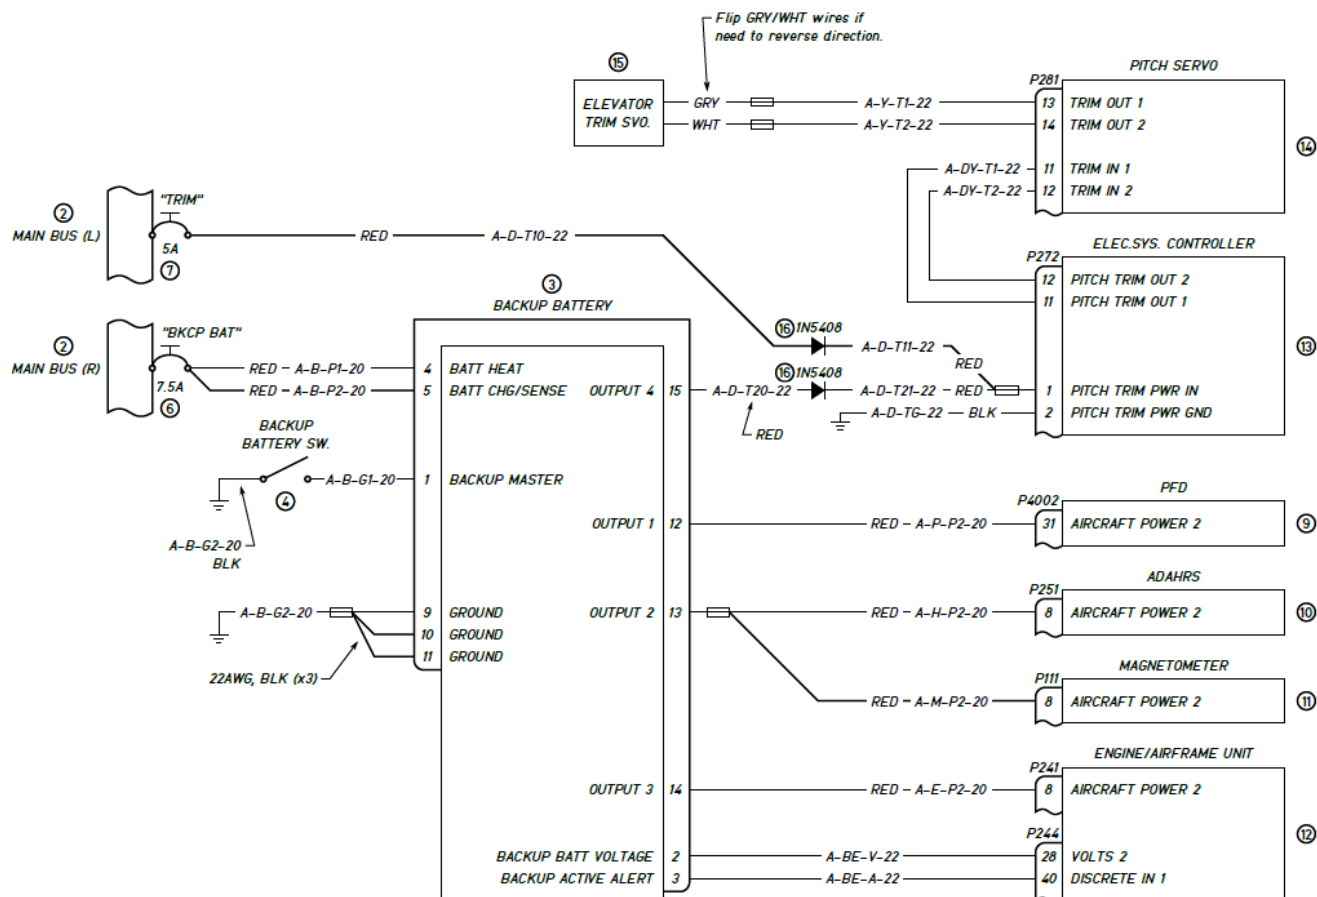 Flip GRY/WHT wires if
need to reverse direction.
15
ELEVATOR
TRIM SVO.
GRY
A-Y-T1-22
WHT
A-Y-T2-22
PITCH SERVO
P281
13 TRIM OUT 1
14 TRIM OUT 2
14
A-DY-T1-22
11 TRIM IN 1
A-DY-T2-22
12 TRIM IN 2
2
MAIN BUS (L)
"TRIM"
5A
7
RED
A-D-T10-22
ELEC.SYS. CONTROLLER
P272
12 PITCH TRIM OUT 2
11 PITCH TRIM OUT 1
13
3
BACKUP BATTERY
16 1N5408
A-D-T11-22
RED
2
MAIN BUS (R)
"BKCP BAT"
7.5A
6
RED - A-B-P1-20
4 BATT HEAT
RED - A-B-P2-20
5 BATT CHG/SENSE
OUTPUT 4 15
A-D-T20-22
RED
16 1N5408
A-D-T21-22
RED
1 PITCH TRIM PWR IN
A-D-TG-22 - BLK
2 PITCH TRIM PWR GND
BACKUP
BATTERY SW.
4
A-B-G1-20
1 BACKUP MASTER
A-B-G2-20
BLK
OUTPUT 1 12
RED - A-P-P2-20
PFD
P4002
31 AIRCRAFT POWER 2
9
A-B-G2-20
9 GROUND
10 GROUND
11 GROUND
22AWG, BLK (x3)
OUTPUT 2 13
RED - A-H-P2-20
ADAHRS
P251
8 AIRCRAFT POWER 2
10
RED - A-M-P2-20
MAGNETOMETER
P111
8 AIRCRAFT POWER 2
11
OUTPUT 3 14
RED - A-E-P2-20
ENGINE/AIRFRAME UNIT
P241
8 AIRCRAFT POWER 2
12
P244
BACKUP BATT VOLTAGE 2
A-BE-V-22
28 VOLTS 2
BACKUP ACTIVE ALERT 3
A-BE-A-22
40 DISCRETE IN 1